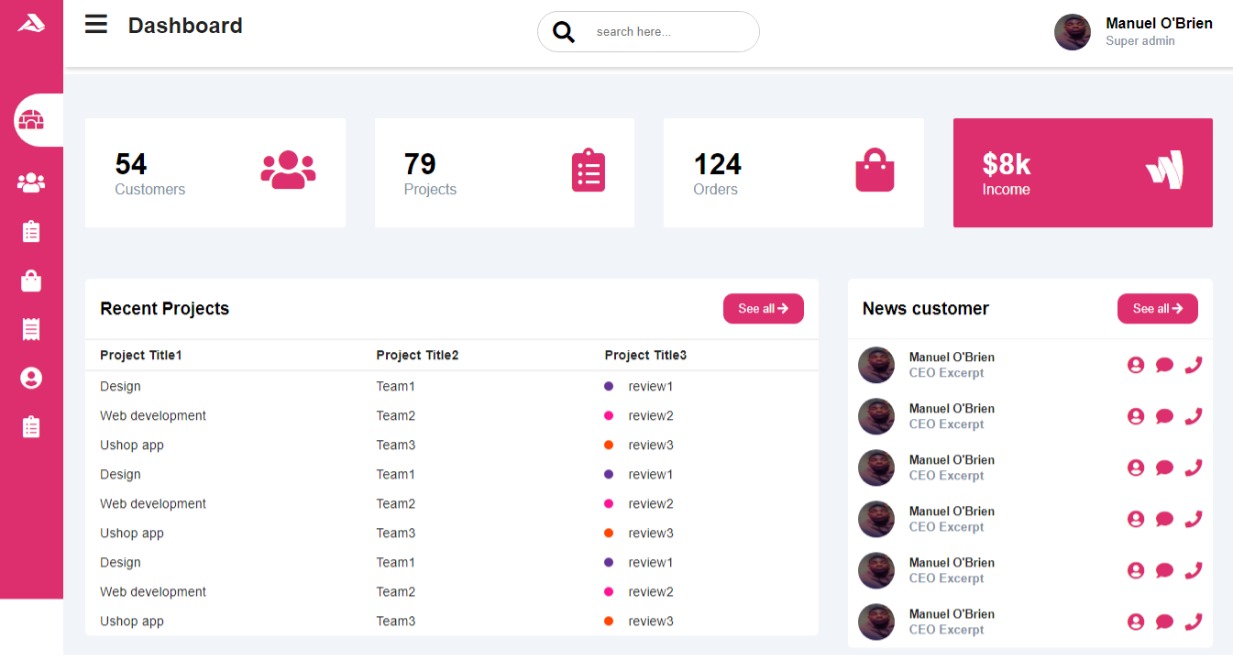 Dashboard
search here...
Manuel O'Brien
Super admin
54
Customers
79
Projects
124
Orders
$8k
Income
Recent Projects
See all
Project Title1 Project Title2 Project Title3
Design Team1 review1
Web development Team2 review2
Ushop app Team3 review3
Design Team1 review1
Web development Team2 review2
Ushop app Team3 review3
Design Team1 review1
Web development Team2 review2
Ushop app Team3 review3
News customer
See all
Manuel O'Brien
CEO Excerpt
Manuel O'Brien
CEO Excerpt
Manuel O'Brien
CEO Excerpt
Manuel O'Brien
CEO Excerpt
Manuel O'Brien
CEO Excerpt
Manuel O'Brien
CEO Excerpt